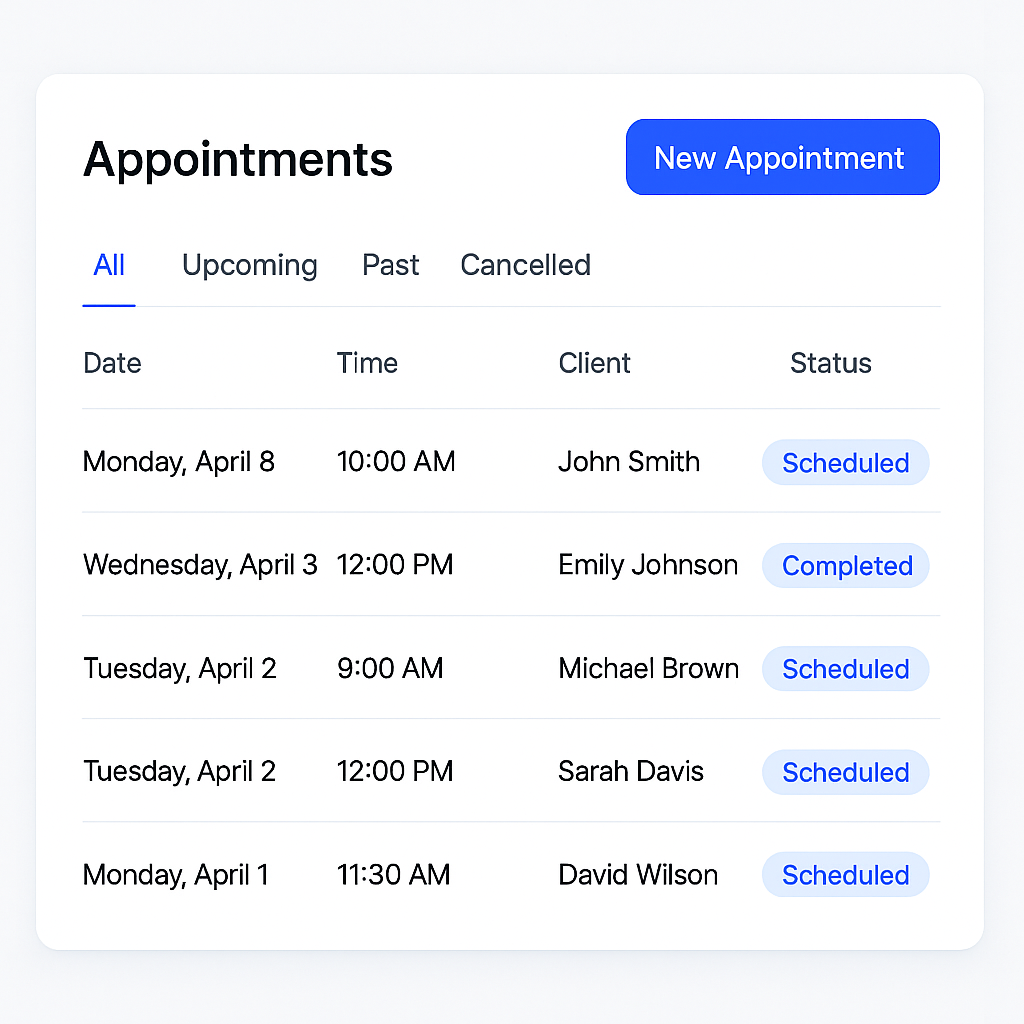 Appointments
New Appointment
All Upcoming Past Cancelled
Date Time Client Status
Monday, April 8 10:00 AM John Smith Scheduled
Wednesday, April 3 12:00 PM Emily Johnson Completed
Tuesday, April 2 9:00 AM Michael Brown Scheduled
Tuesday, April 2 12:00 PM Sarah Davis Scheduled
Monday, April 1 11:30 AM David Wilson Scheduled